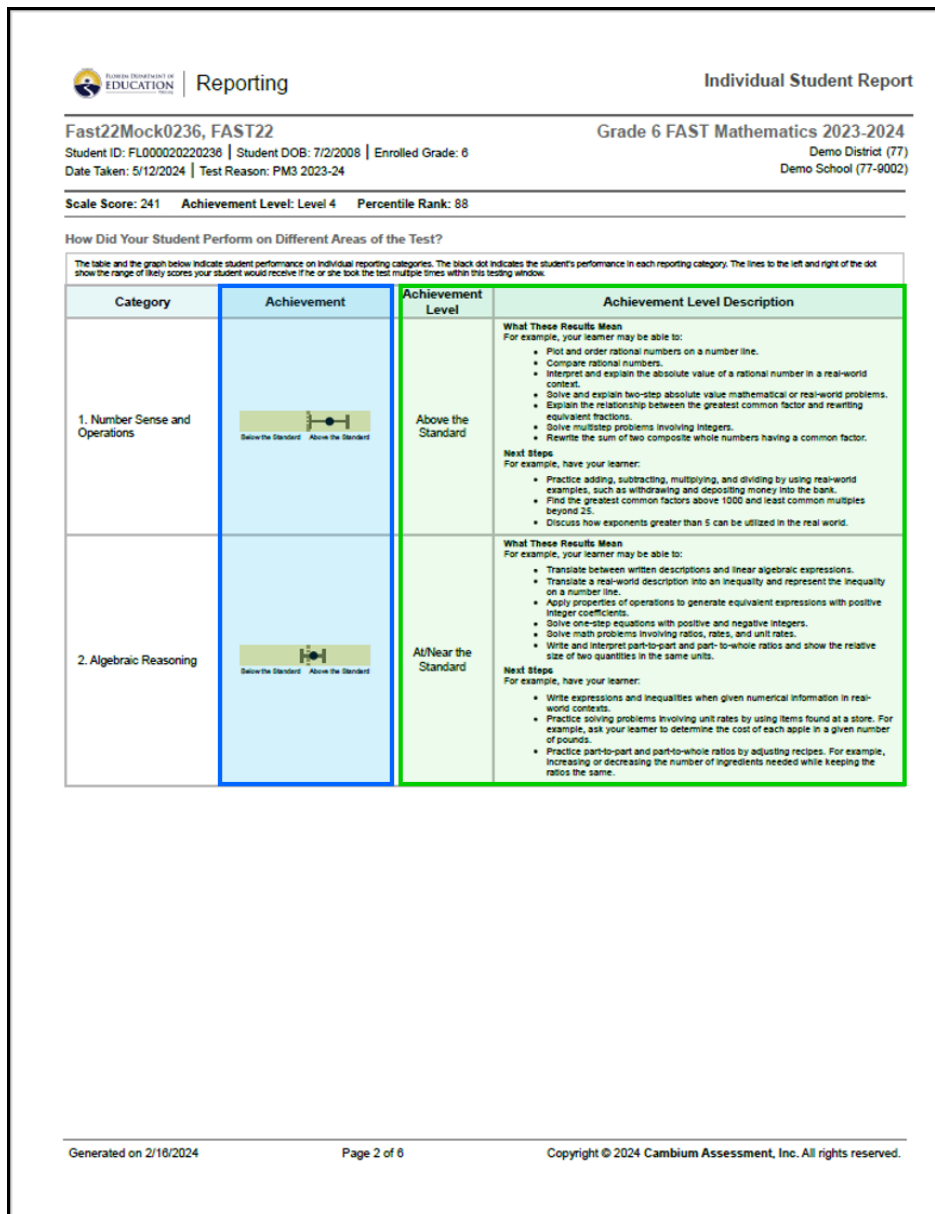 FLORIDA DEPARTMENT OF
EDUCATION
Reporting
Individual Student Report
Fast22Mock0236, FAST22
Grade 6 FAST Mathematics 2023-2024
Student ID: FL000020220236 | Student DOB: 7/2/2008 | Enrolled Grade: 6
Demo District (77)
Date Taken: 5/12/2024 | Test Reason: PM3 2023-24
Demo School (77-9002)
Scale Score: 241 Achievement Level: Level 4 Percentile Rank: 88
How Did Your Student Perform on Different Areas of the Test?
The table and the graph below indicate student performance on individual reporting categories. The black dot indicates the student's performance in each reporting category. The lines to the left and right of the dot
show the range of likely scores your student would receive if he or she took the test multiple times within this testing window.
Category
Achievement
Achievement
Level
Achievement Level Description
1. Number Sense and
Operations
Below the Standard Above the Standard
Above the
Standard
What These Results Mean
For example, your learner may be able to:
• Plot and order rational numbers on a number line.
• Compare rational numbers.
• Interpret and explain the absolute value of a rational number in a real-world
context.
• Solve and explain two-step absolute value mathematical or real-world problems.
• Explain the relationship between the greatest common factor and rewriting
equivalent fractions.
• Solve multistep problems involving integers.
• Rewrite the sum of two composite whole numbers having a common factor.
Next Steps
For example, have your learner:
• Practice adding, subtracting, multiplying, and dividing by using real-world
examples, such as withdrawing and depositing money into the bank.
• Find the greatest common factors above 1000 and least common multiples
beyond 25.
• Discuss how exponents greater than 5 can be utilized in the real world.
2. Algebraic Reasoning
Below the Standard Above the Standard
At/Near the
Standard
What These Results Mean
For example, your learner may be able to:
• Translate between written descriptions and linear algebraic expressions.
• Translate a real-world description into an inequality and represent the inequality
on a number line.
• Apply properties of operations to generate equivalent expressions with positive
integer coefficients.
• Solve one-step equations with positive and negative integers.
• Solve math problems involving ratios, rates, and unit rates.
• Write and interpret part-to-part and part- to-whole ratios and show the relative
size of two quantities in the same units.
Next Steps
For example, have your learner:
• Write expressions and inequalities when given numerical information in real-
world contexts.
• Practice solving problems involving unit rates by using items found at a store. For
example, ask your learner to determine the cost of each apple in a given number
of pounds.
• Practice part-to-part and part-to-whole ratios by adjusting recipes. For example,
increasing or decreasing the number of ingredients needed while keeping the
ratios the same.
Generated on 2/16/2024
Page 2 of 6
Copyright © 2024 Cambium Assessment, Inc. All rights reserved.